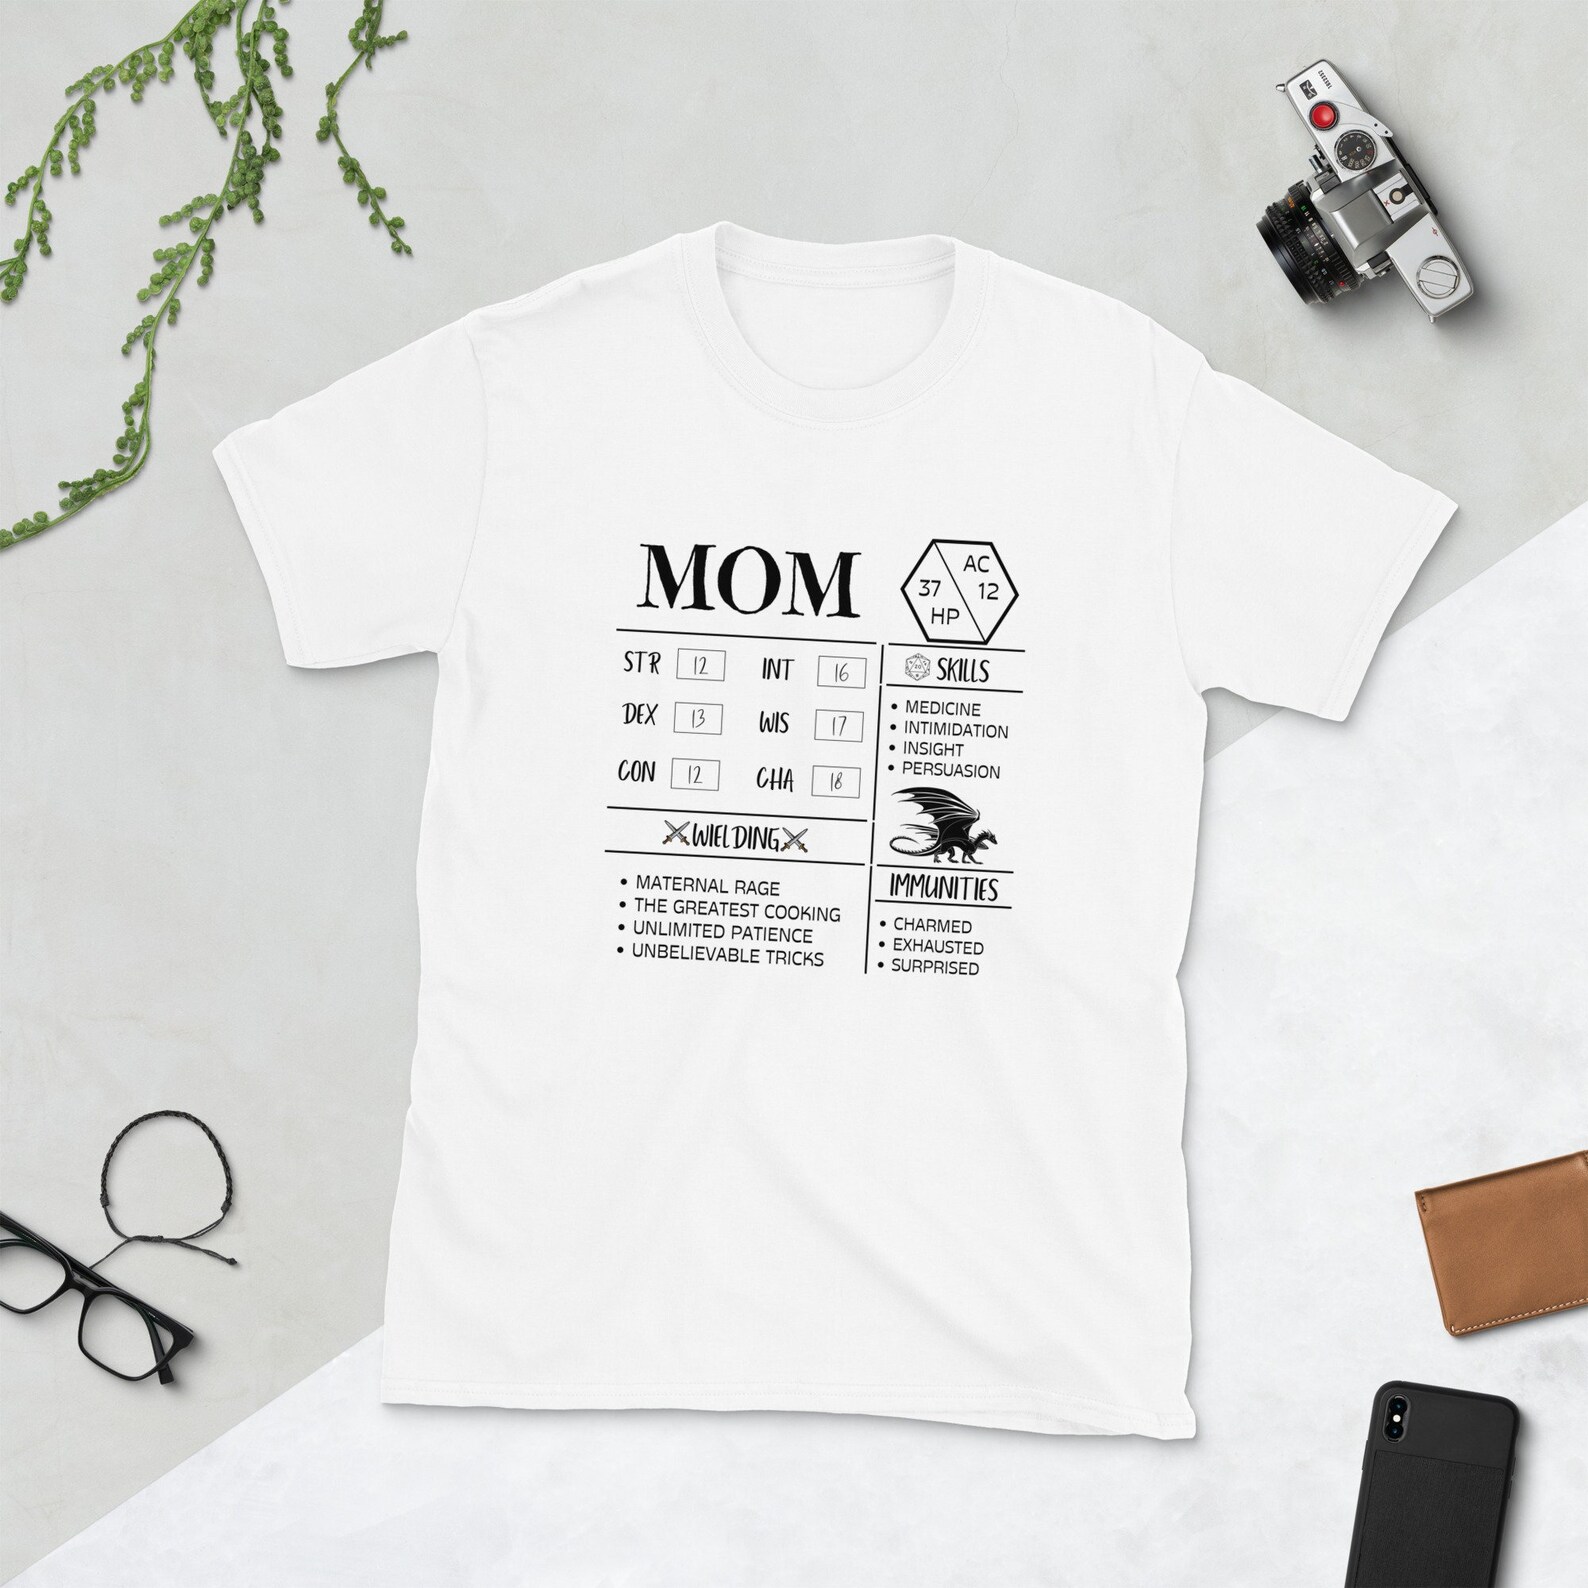 MOM
37
HP
AC
12
STR 12 INT 16
DEX 13 WIS 17
CON 12 CHA 18
WIELDING
• MATERNAL RAGE
• THE GREATEST COOKING
• UNLIMITED PATIENCE
• UNBELIEVABLE TRICKS
20
SKILLS
• MEDICINE
• INTIMIDATION
• INSIGHT
• PERSUASION
IMMUNITIES
• CHARMED
• EXHAUSTED
• SURPRISED